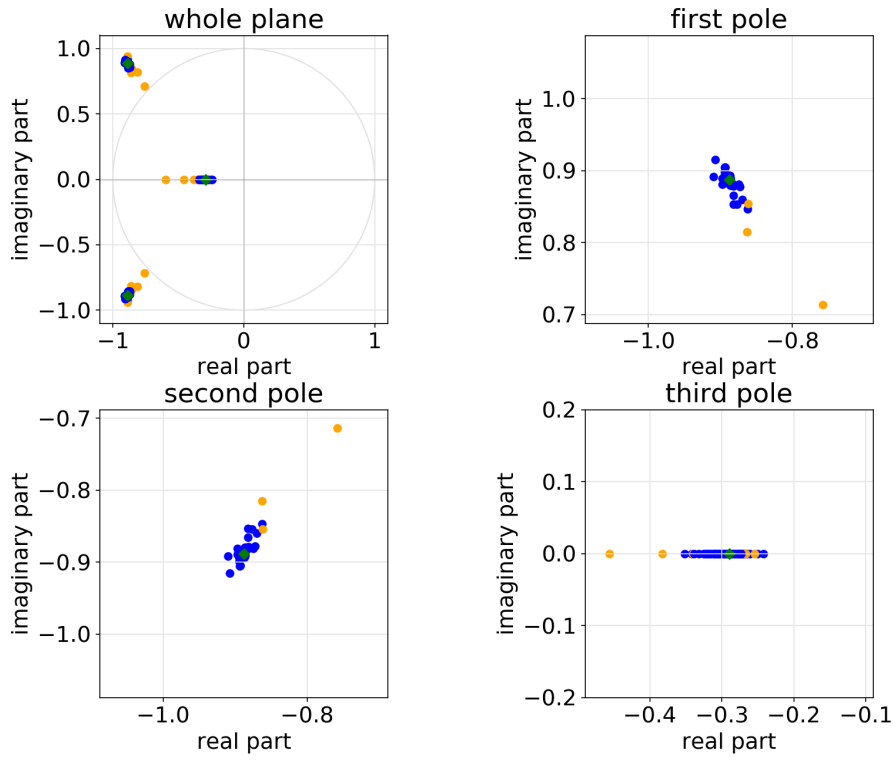 whole plane
1.0
0.5
0.0
−0.5
−1.0
imaginary part
−1
0
1
real part
first pole
1.0
0.9
0.8
0.7
imaginary part
−1.0
−0.8
real part
second pole
−0.7
−0.8
−0.9
−1.0
imaginary part
−1.0
−0.8
real part
third pole
0.2
0.1
0.0
−0.1
−0.2
imaginary part
−0.4
−0.3
−0.2
−0.1
real part